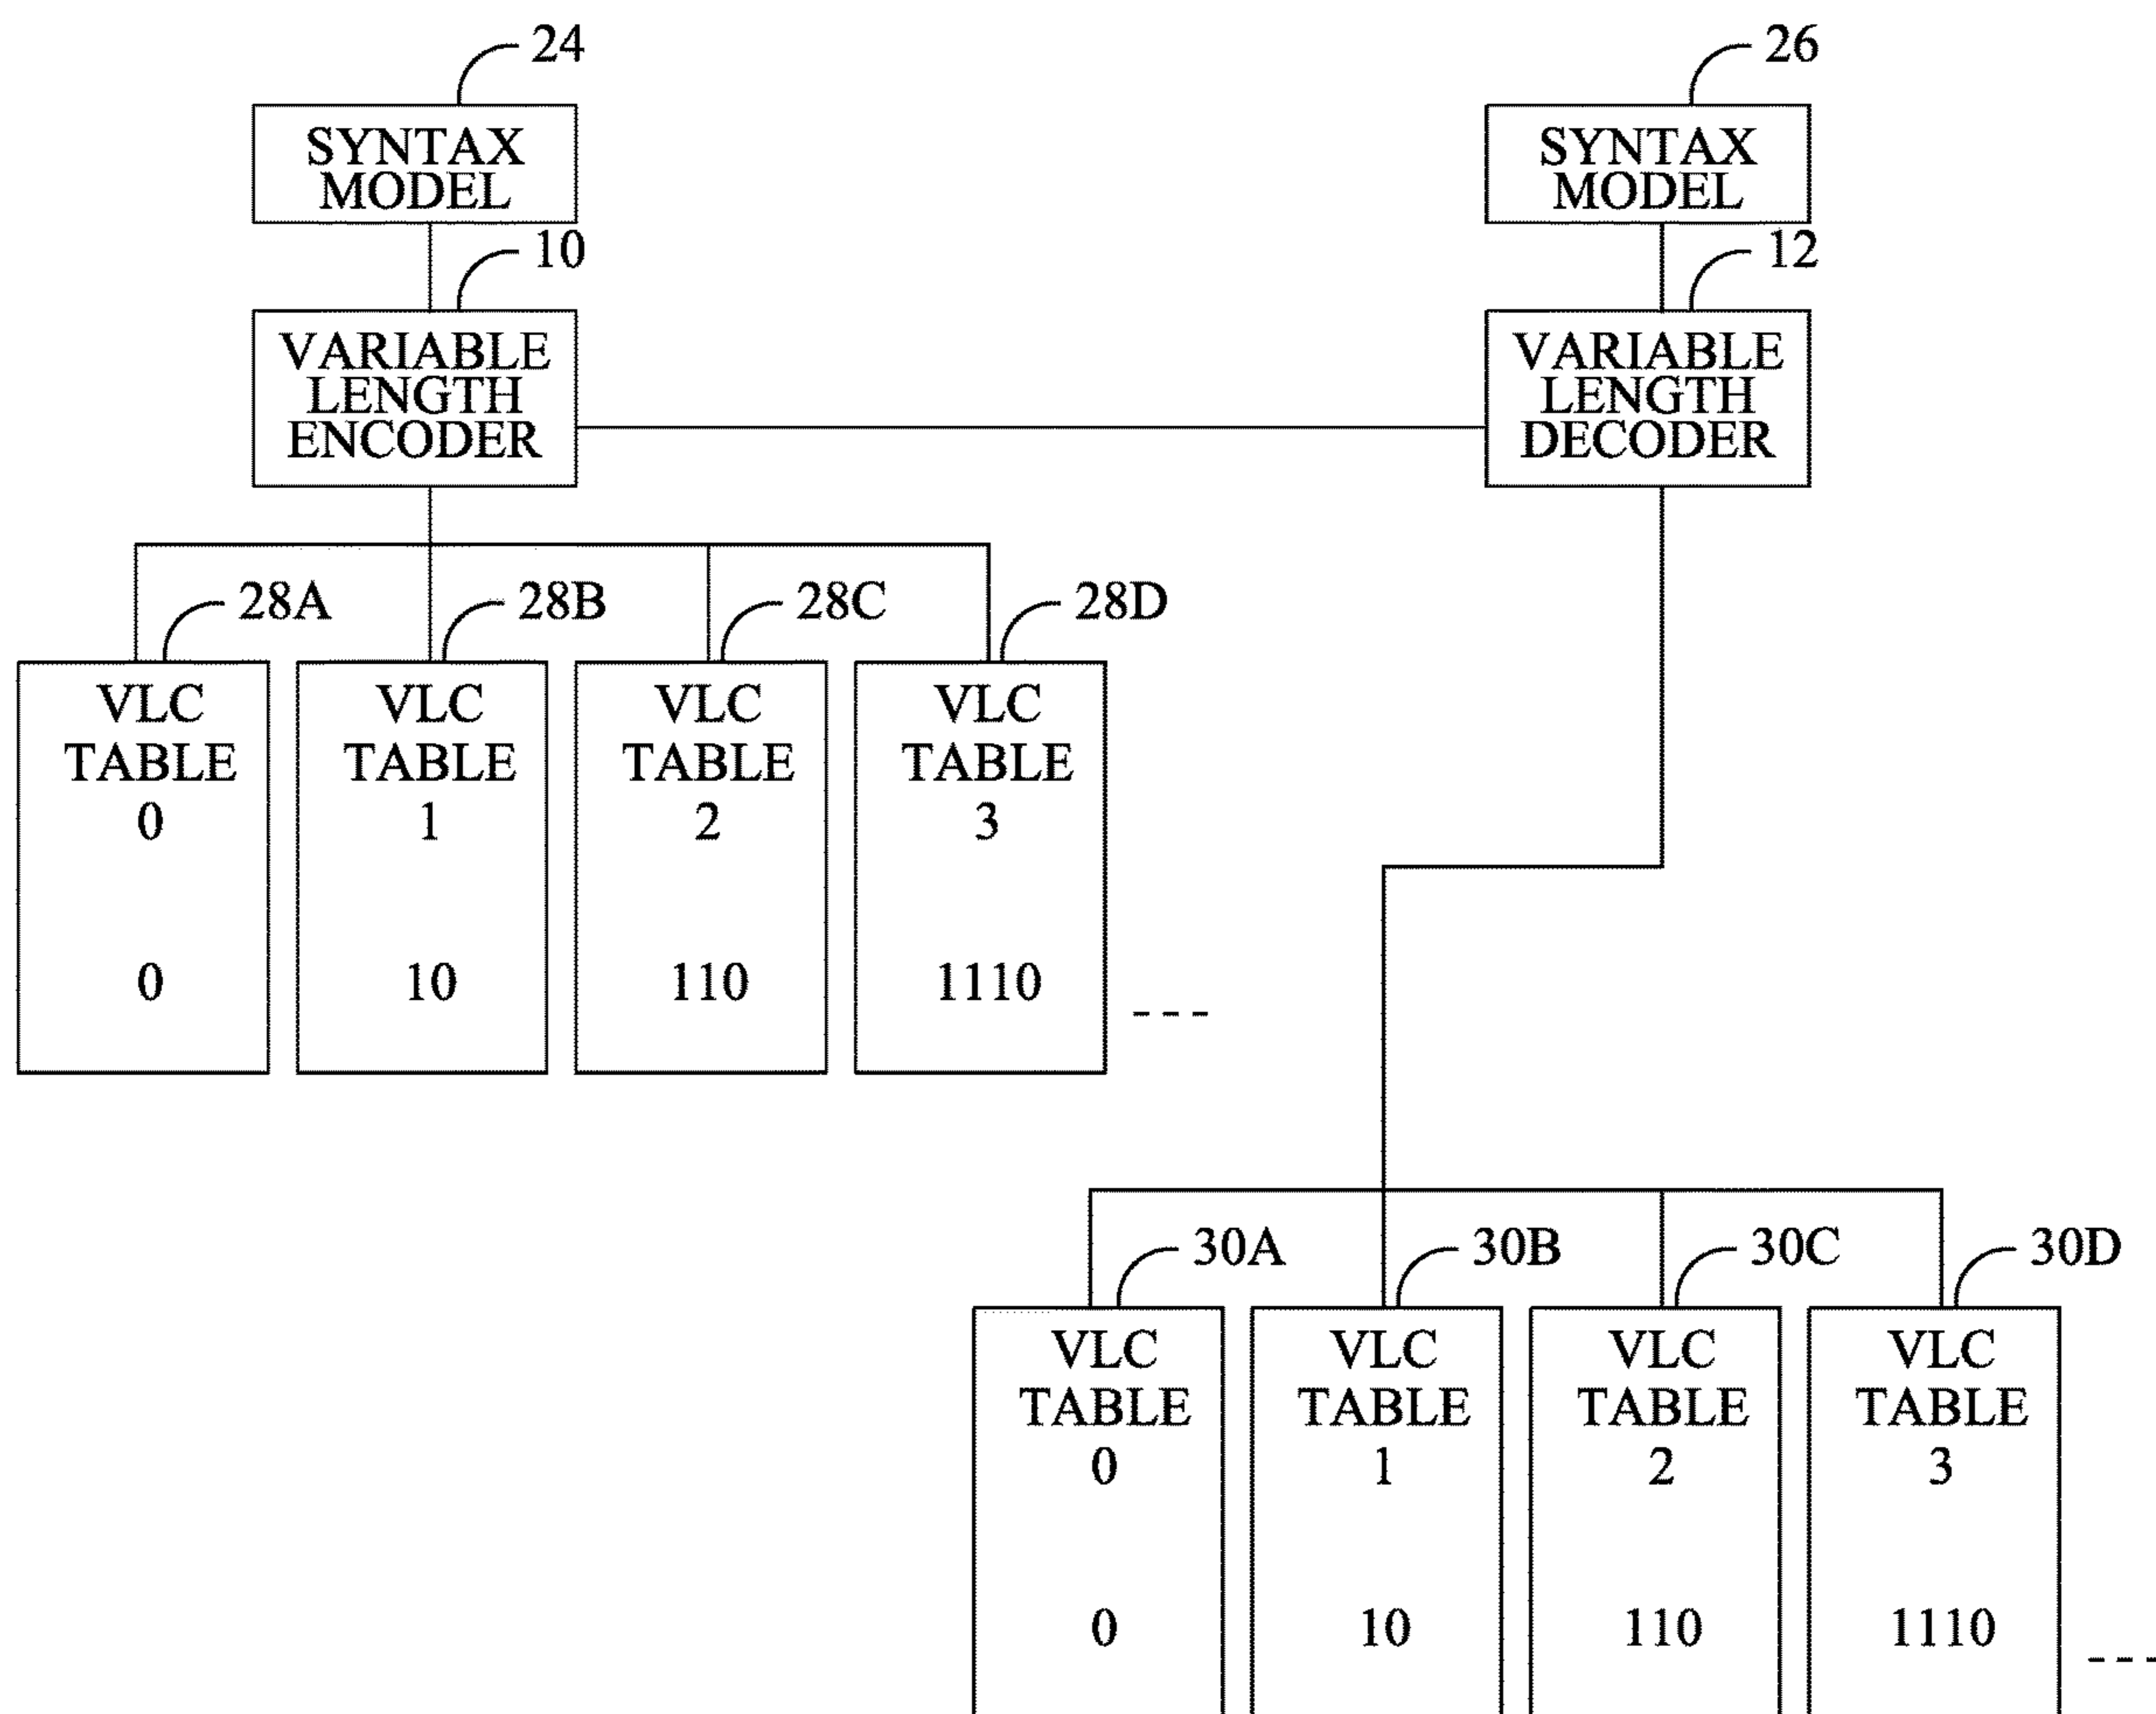 24
26
SYNTAX
MODEL
SYNTAX
MODEL
10
12
VARIABLE
LENGTH
ENCODER
VARIABLE
LENGTH
DECODER
28A
28B
28C
28D
VLC
TABLE
0
0
VLC
TABLE
1
10
VLC
TABLE
2
110
VLC
TABLE
3
1110
---
30A
30B
30C
30D
VLC
TABLE
0
0
VLC
TABLE
1
10
VLC
TABLE
2
110
VLC
TABLE
3
1110
---